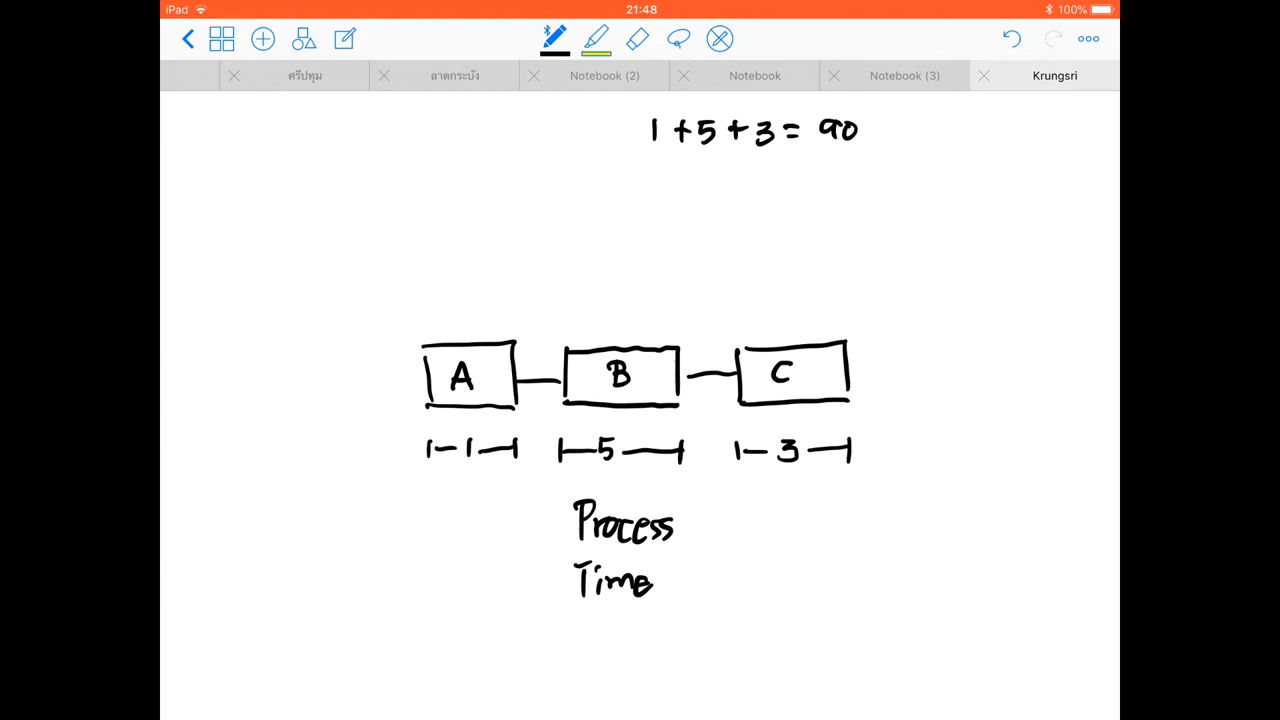 iPad 21:48 100%
ศรีปทุม ลาดกระบัง Notebook (2) Notebook Notebook (3) Krungsri
1 + 5 + 3 = 90
A B C
1 5 3
Process
Time